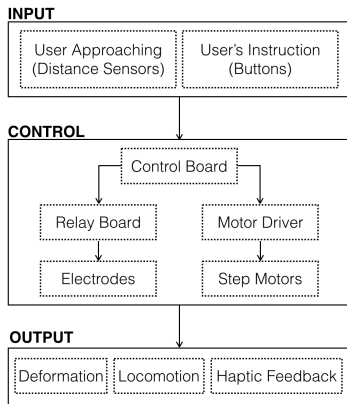 INPUT
User Approaching
(Distance Sensors)
User's Instruction
(Buttons)
CONTROL
Control Board
Relay Board
Motor Driver
Electrodes
Step Motors
OUTPUT
Deformation
Locomotion
Haptic Feedback